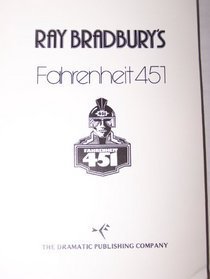 RAY BRADBURY'S
Fahrenheit 451
451
FAHRENHEIT
451
THE DRAMATIC PUBLISHING COMPANY